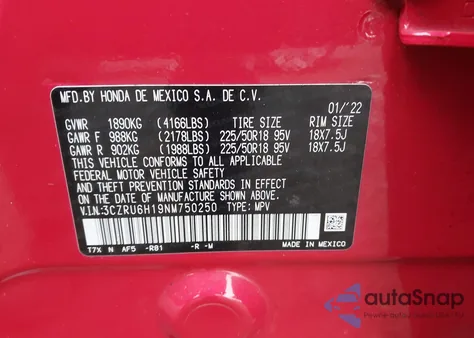 MFD.BY HONDA DE MEXICO S.A. DE C.V.
01/'22
GVWR 1890KG (4166LBS) TIRE SIZE RIM SIZE
GAWR F 988KG (2178LBS) 225/50R18 95V 18X7.5J
GAWR R 902KG (1988LBS) 225/50R18 95V 18X7.5J
THIS VEHICLE CONFORMS TO ALL APPLICABLE
FEDERAL MOTOR VEHICLE SAFETY AND
THEFT PREVENTION STANDARDS IN EFFECT
ON THE DATE OF MANUFACTURE SHOWN ABOVE.
V.I.N:3CZRU6H19NM750250 TYPE: MPV
T7X N AF5 -RB1 -R -M
MADE IN
MEXICO
autoSnap